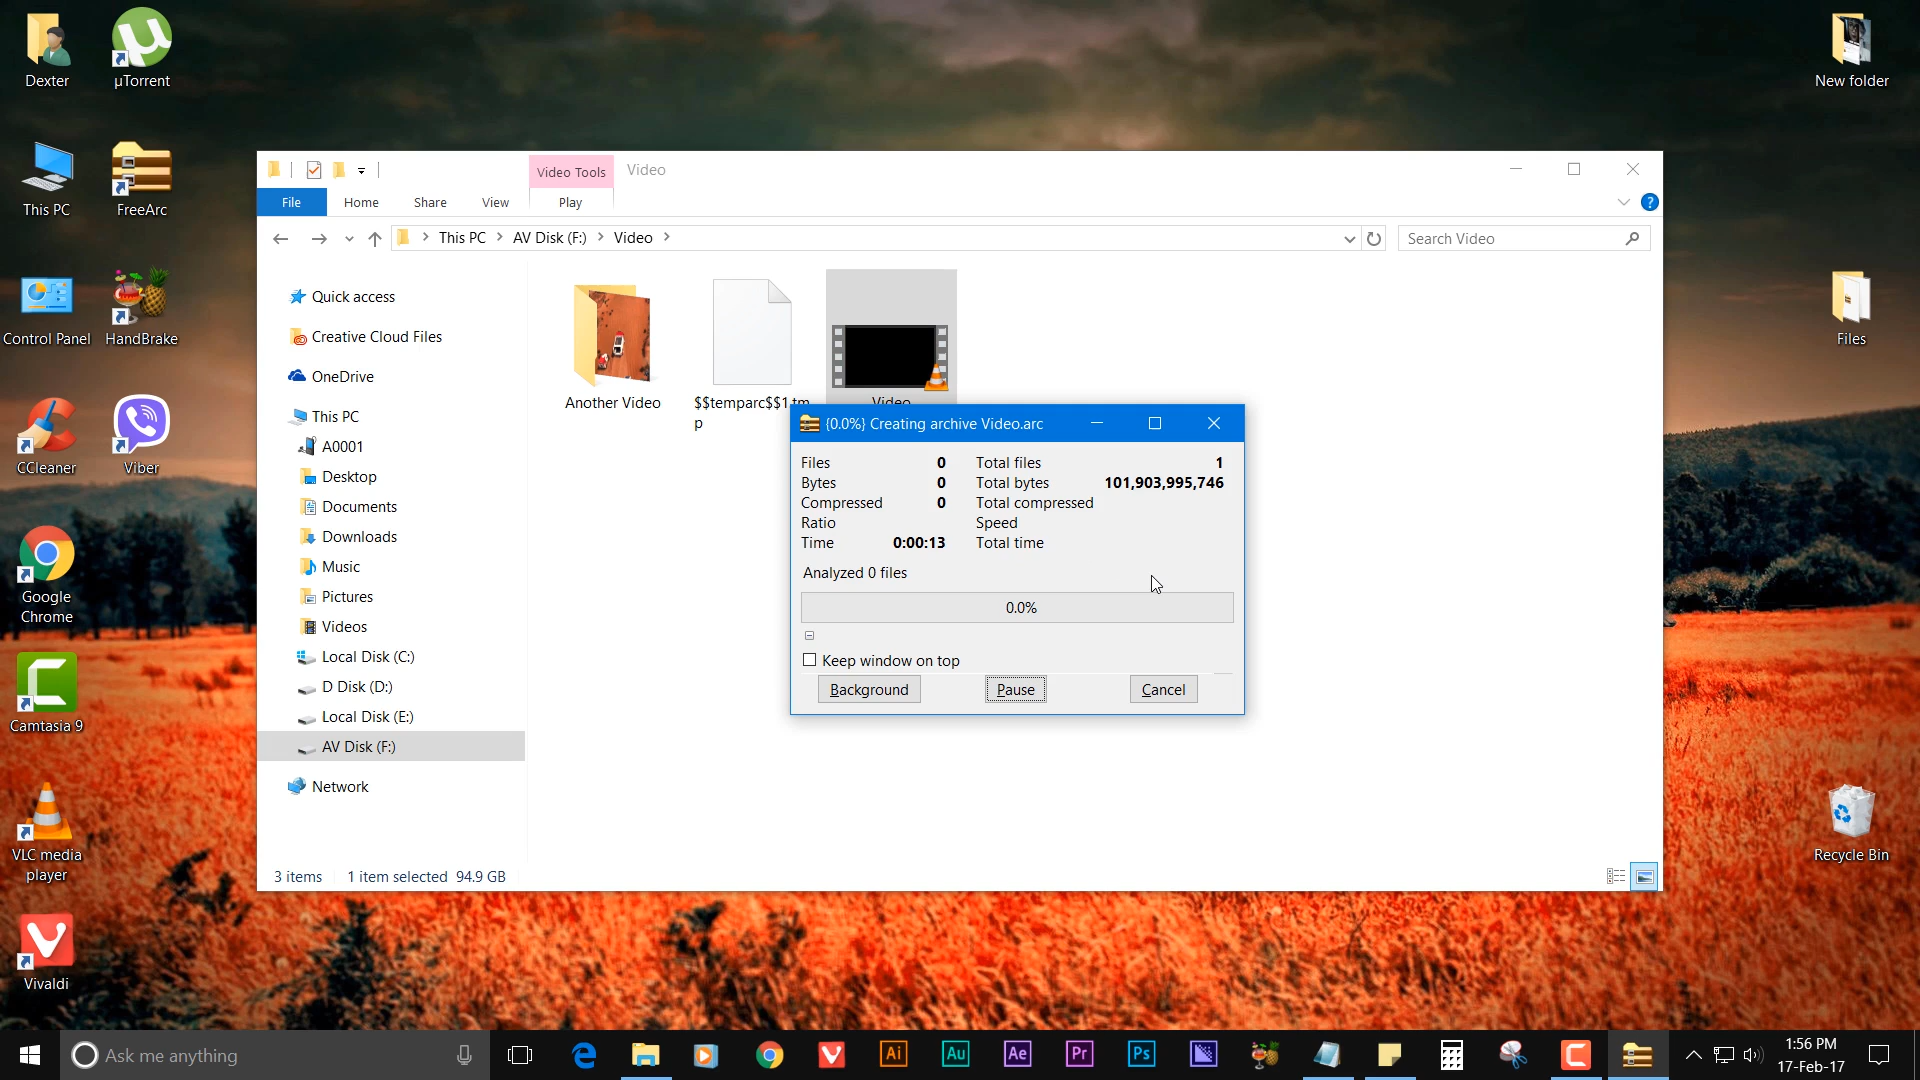 Dexter
µTorrent
New folder
This PC
FreeArc
Control Panel
HandBrake
Files
CCleaner
Viber
Google
Chrome
Camtasia 9
VLC media
player
Recycle Bin
Vivaldi
Video Tools
Video
File
Home
Share
View
Play
?
This PC
AV Disk (F:)
Video
Search Video
Quick access
Creative Cloud Files
OneDrive
This PC
A0001
Desktop
Documents
Downloads
Music
Pictures
Videos
Local Disk (C:)
D Disk (D:)
Local Disk (E:)
AV Disk (F:)
Network
Another Video
$$temparc$$1.tm
p
Video
{0.0%} Creating archive Video.arc
Files 0 Total files 1
Bytes 0 Total bytes 101,903,995,746
Compressed 0 Total compressed
Ratio Speed
Time 0:00:13 Total time
Analyzed 0 files
0.0%
Keep window on top
Background
Pause
Cancel
3 items 1 item selected 94.9 GB
Ask me anything
Ai
Au
Ae
Pr
Ps
1:56 PM
17-Feb-17